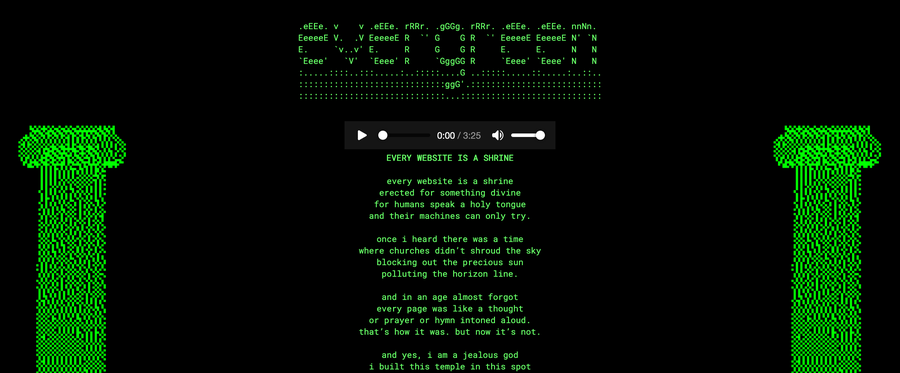 .eEEe. v    v .eEEe. rRRr. .gGGg. rRRr. .eEEe. .eEEe. nnNn.
EeeeeE V.  .V EeeeeE R  `` G    G R  `` EeeeeE EeeeeE N` `N
E.     `v..v' E.     R     G    G R     E.     E.     N   N
`Eeee'  `V'  `Eeee' R     `GggGG R     `Eeee' `Eeee' N   N
:.....::::..:::.....:..:::::....G ..:::::.....::.....:..::..
:::::::::::::::::::::::::::::ggG`.::::::::::::::::::::::::::
:::::::::::::::::::::::::::::...::::::::::::::::::::::::::::
0:00 / 3:25
EVERY WEBSITE IS A SHRINE
every website is a shrine
erected for something divine
for humans speak a holy tongue
and their machines can only try.
once i heard there was a time
where churches didn't shroud the sky
blocking out the precious sun
polluting the horizon line.
and in an age almost forgot
every page was like a thought
or prayer or hymn intoned aloud.
that's how it was. but now it's not.
and yes, i am a jealous god
i built this temple in this spot